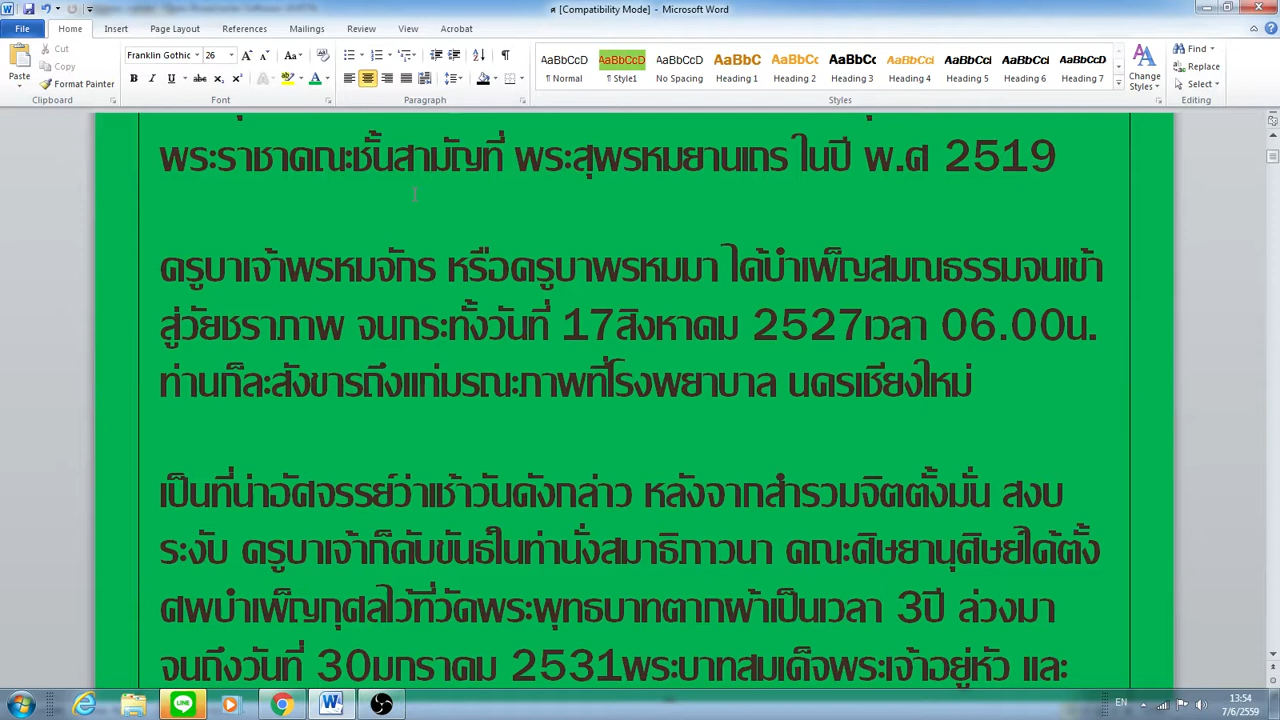 ศ [Compatibility Mode] - Microsoft Word
File Home Insert Page Layout References Mailings Review View Acrobat
Paste
Cut
Copy
Format Painter
Clipboard
Franklin Gothic 26
Font
Paragraph
AaBbCcD AaBbCcD AaBbCcD AaBbC AaBbCc AaBbCc AaBbCci AaBbCci AaBbCci AaBbCcD
¶ Normal ¶ Style1 No Spacing Heading 1 Heading 2 Heading 3 Heading 4 Heading 5 Heading 6 Heading 7
Styles
Change Styles
Find
Replace
Select
Editing
พระราชาคณะชั้นสามัญที่ พระสุพรหมยานเถร ในปี พ.ศ 2519
ครูบาเจ้าพรหมจักร หรือครูบาพรหมมา ได้บำเพ็ญสมณธรรมจนเข้า
สู่วัยชราภาพ จนกระทั้งวันที่ 17สิงหาคม 2527เวลา 06.00น.
ท่านก็ละสังขารถึงแก่มรณะภาพที่โรงพยาบาล นครเชียงใหม่
เป็นที่น่าอัศจรรย์ว่าเช้าวันดังกล่าว หลังจากสำรวมจิตตั้งมั่น สงบ
ระงับ ครูบาเจ้าก็ดับขันธ์ในท่านั่งสมาธิภาวนา คณะศิษยานุศิษย์ได้ตั้ง
ศพบำเพ็ญกุศลไว้ที่วัดพระพุทธบาทตากผ้าเป็นเวลา 3ปี ล่วงมา
จนถึงวันที่ 30มกราคม 2531พระบาทสมเด็จพระเจ้าอยู่หัว และ
EN
13:54
7/6/2559